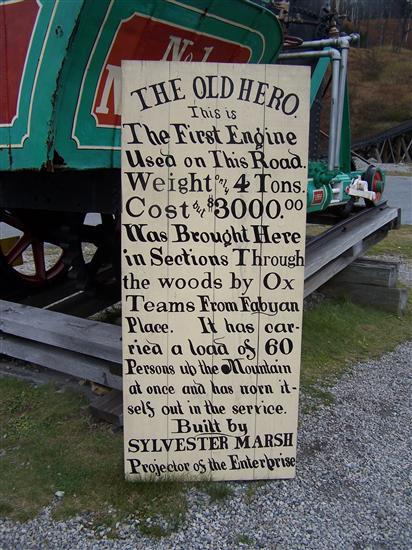 No 1
THE OLD HERO.
This is
The First Engine
Used on This Road.
Weight only 4 Tons.
Cost but $3000.00
Was Brought Here
in Sections Through
the woods by Ox
Teams From Fabyan
Place. It has car-
ried a load of 60
Persons up the Mountain
at once and has worn it-
self out in the service.
Built by
SYLVESTER MARSH
Projector of the Enterprise